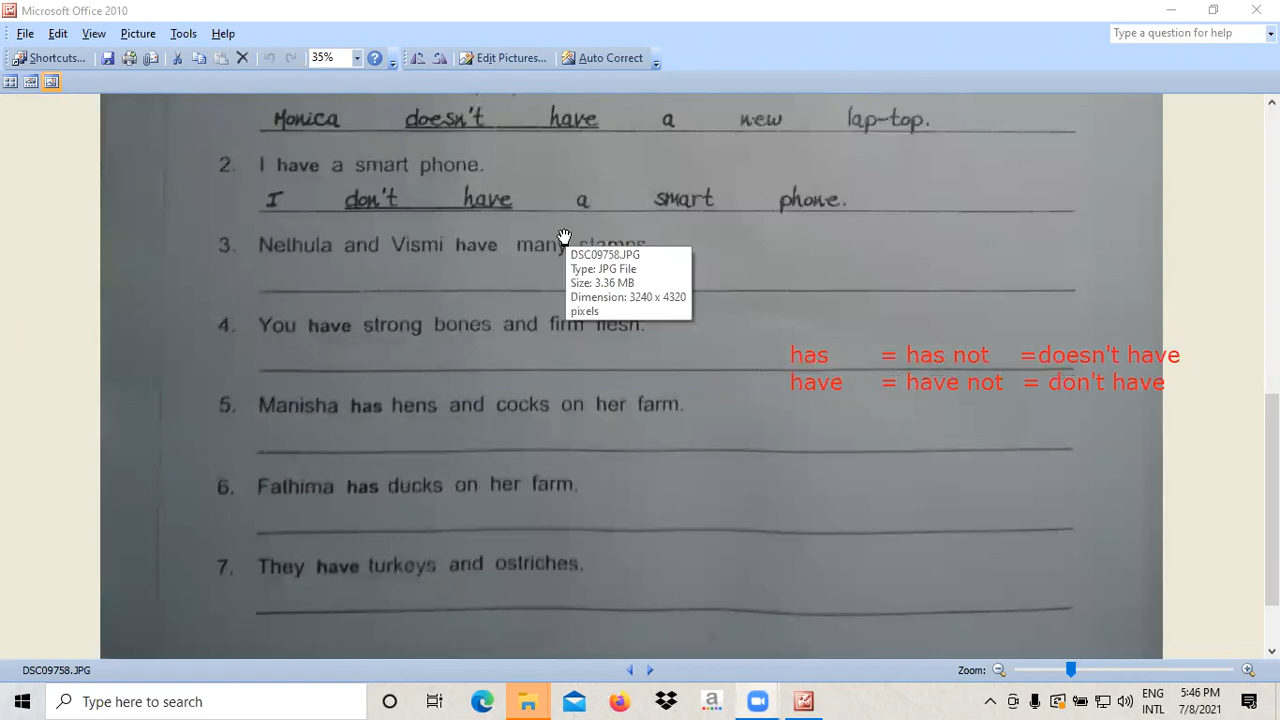 Microsoft Office 2010
File Edit View Picture Tools Help
Type a question for help
Shortcuts... 35% Edit Pictures... Auto Correct
Monica doesn't have a new lap-top.
2. I have a smart phone.
I don't have a smart phone.
3. Nethula and Vismi have many stamps.
DSC09758.JPG
Type: JPG File
Size: 3.36 MB
Dimension: 3240 x 4320
pixels
4. You have strong bones and firm flesh.
has = has not =doesn't have
have = have not = don't have
5. Manisha has hens and cocks on her farm.
6. Fathima has ducks on her farm.
7. They have turkeys and ostriches.
DSC09758.JPG Zoom:
Type here to search
ENG 5:46 PM
INTL 7/8/2021